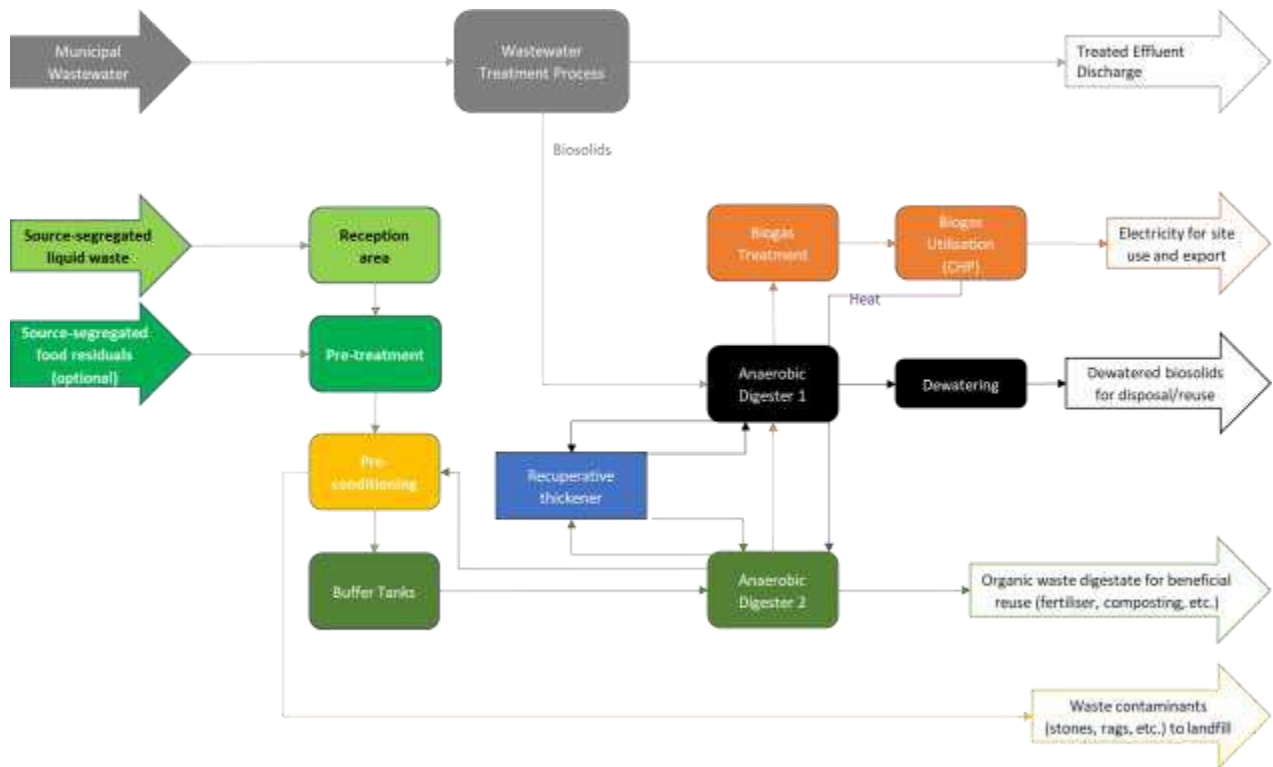 Municipal
Wastewater
Wastewater
Treatment Process
Treated Effluent
Discharge
Biosolids
Source-segregated
liquid waste
Reception
area
Biogas
Treatment
Biogas
Utilisation
(CHP)
Electricity for site
use and export
Heat
Source-segregated
food residuals
(optional)
Pre-treatment
Anaerobic
Digester 1
Dewatering
Dewatered biosolids
for disposal/reuse
Pre-
conditioning
Recuperative
thickener
Buffer Tanks
Anaerobic
Digester 2
Organic waste digestate for beneficial
reuse (fertiliser, composting, etc.)
Waste contaminants
(stones, rags, etc.) to landfill